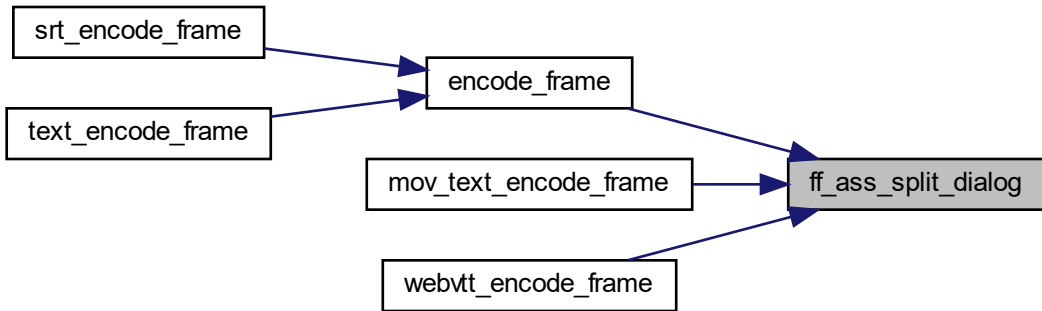 srt_encode_frame
encode_frame
text_encode_frame
mov_text_encode_frame
ff_ass_split_dialog
webvtt_encode_frame